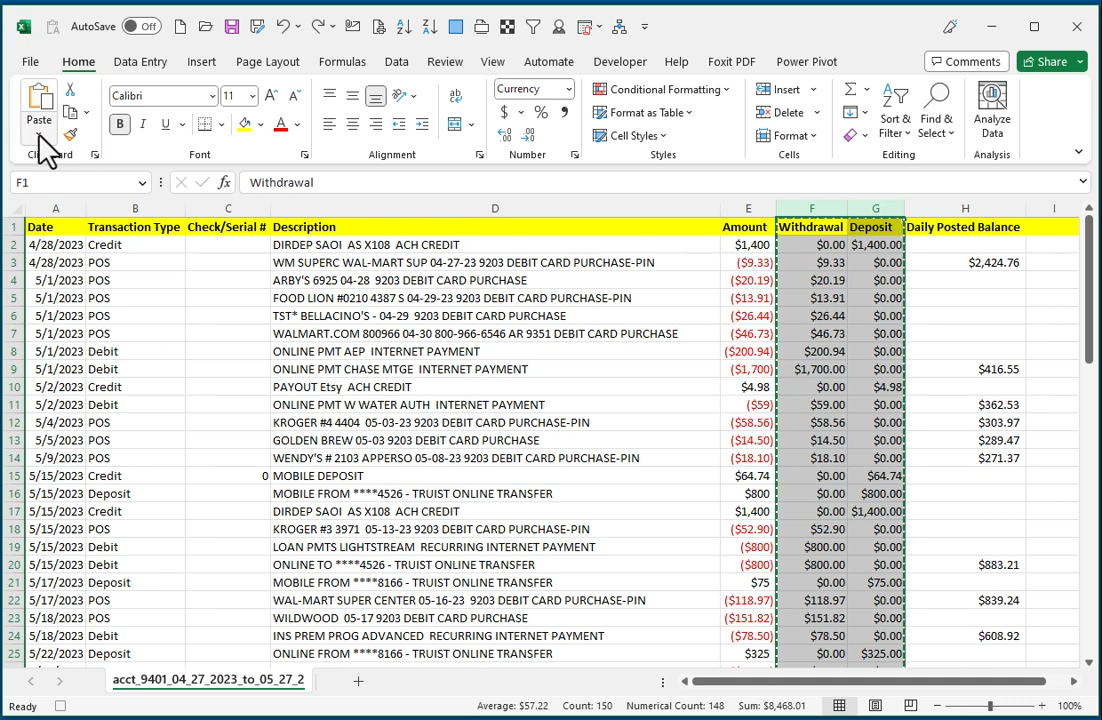 AutoSave Off
File Home Data Entry Insert Page Layout Formulas Data Review View Automate Developer Help Foxit PDF Power Pivot Comments Share
Paste
Clipboard
Calibri 11
B I U A
Font
Alignment
Currency
$ % ,
Number
Conditional Formatting
Format as Table
Cell Styles
Styles
Insert
Delete
Format
Cells
Sort &
Filter
Find &
Select
Editing
Analyze
Data
Analysis
F1 fx Withdrawal
A B C D E F G H I
1 Date Transaction Type Check/Serial # Description Amount Withdrawal Deposit Daily Posted Balance
2 4/28/2023 Credit DIRDEP SAOI AS X108 ACH CREDIT $1,400 $0.00 $1,400.00
3 4/28/2023 POS WM SUPERC WAL-MART SUP 04-27-23 9203 DEBIT CARD PURCHASE-PIN ($9.33) $9.33 $0.00 $2,424.76
4 5/1/2023 POS ARBY'S 6925 04-28 9203 DEBIT CARD PURCHASE ($20.19) $20.19 $0.00
5 5/1/2023 POS FOOD LION #0210 4387 S 04-29-23 9203 DEBIT CARD PURCHASE-PIN ($13.91) $13.91 $0.00
6 5/1/2023 POS TST* BELLACINO'S - 04-29 9203 DEBIT CARD PURCHASE ($26.44) $26.44 $0.00
7 5/1/2023 POS WALMART.COM 800966 04-30 800-966-6546 AR 9351 DEBIT CARD PURCHASE ($46.73) $46.73 $0.00
8 5/1/2023 Debit ONLINE PMT AEP INTERNET PAYMENT ($200.94) $200.94 $0.00
9 5/1/2023 Debit ONLINE PMT CHASE MTGE INTERNET PAYMENT ($1,700) $1,700.00 $0.00 $416.55
10 5/2/2023 Credit PAYOUT Etsy ACH CREDIT $4.98 $0.00 $4.98
11 5/2/2023 Debit ONLINE PMT W WATER AUTH INTERNET PAYMENT ($59) $59.00 $0.00 $362.53
12 5/4/2023 POS KROGER #4 4404 05-03-23 9203 DEBIT CARD PURCHASE-PIN ($58.56) $58.56 $0.00 $303.97
13 5/5/2023 POS GOLDEN BREW 05-03 9203 DEBIT CARD PURCHASE ($14.50) $14.50 $0.00 $289.47
14 5/9/2023 POS WENDY'S # 2103 APPERSO 05-08-23 9203 DEBIT CARD PURCHASE-PIN ($18.10) $18.10 $0.00 $271.37
15 5/15/2023 Credit 0 MOBILE DEPOSIT $64.74 $0.00 $64.74
16 5/15/2023 Deposit MOBILE FROM ****4526 - TRUIST ONLINE TRANSFER $800 $0.00 $800.00
17 5/15/2023 Credit DIRDEP SAOI AS X108 ACH CREDIT $1,400 $0.00 $1,400.00
18 5/15/2023 POS KROGER #3 3971 05-13-23 9203 DEBIT CARD PURCHASE-PIN ($52.90) $52.90 $0.00
19 5/15/2023 Debit LOAN PMTS LIGHTSTREAM RECURRING INTERNET PAYMENT ($800) $800.00 $0.00
20 5/15/2023 Debit ONLINE TO ****4526 - TRUIST ONLINE TRANSFER ($800) $800.00 $0.00 $883.21
21 5/17/2023 Deposit MOBILE FROM ****8166 - TRUIST ONLINE TRANSFER $75 $0.00 $75.00
22 5/17/2023 POS WAL-MART SUPER CENTER 05-16-23 9203 DEBIT CARD PURCHASE-PIN ($118.97) $118.97 $0.00 $839.24
23 5/18/2023 POS WILDWOOD 05-17 9203 DEBIT CARD PURCHASE ($151.82) $151.82 $0.00
24 5/18/2023 Debit INS PREM PROG ADVANCED RECURRING INTERNET PAYMENT ($78.50) $78.50 $0.00 $608.92
25 5/22/2023 Deposit ONLINE FROM ****8166 - TRUIST ONLINE TRANSFER $325 $0.00 $325.00
acct_9401_04_27_2023_to_05_27_2
Ready Average: $57.22 Count: 150 Numerical Count: 148 Sum: $8,468.01 100%